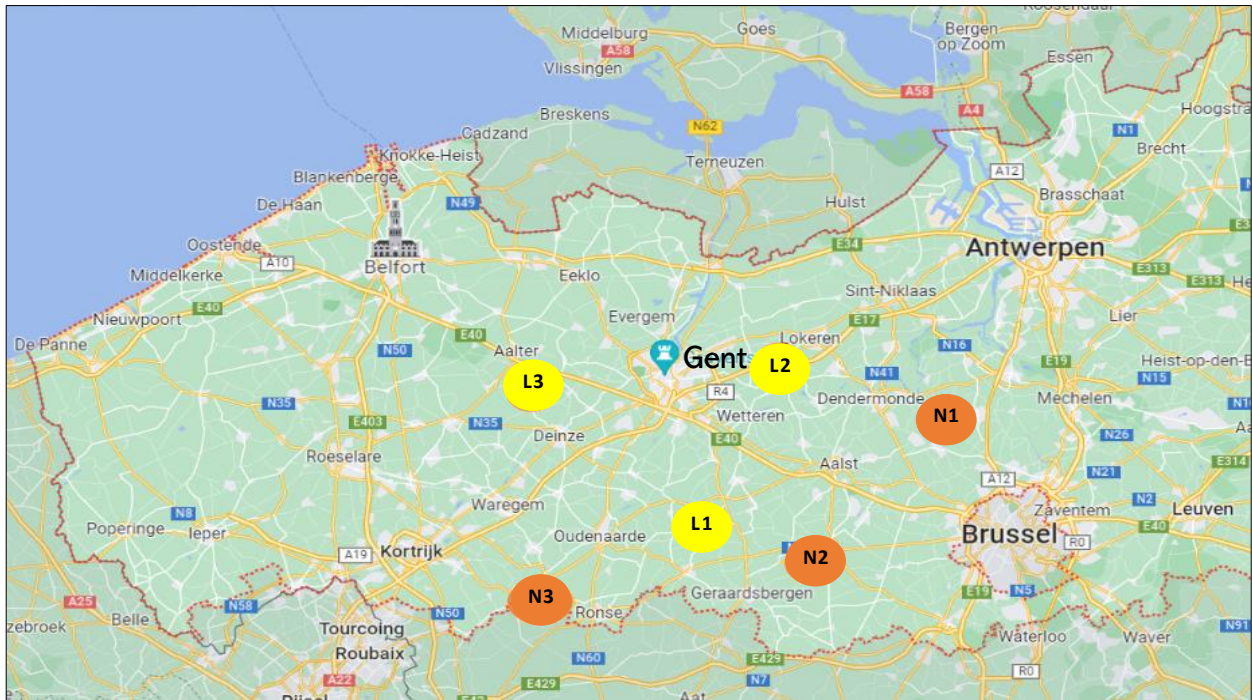 Roosendaal
Middelburg
Goes
Bergen
op Zoom
A58
Essen
Vlissingen
A58
A4
Hoogstra
Breskens
N62
N1
Cadzand
Brecht
Knokke-Heist
Terneuzen
A12
Blankenberge
Brasschaat
De Haan
N49
Hulst
Oostende
E34
Antwerpen
A10
Belfort
E313
Middelkerke
Eeklo
E313
Sint-Niklaas
E40
Nieuwpoort
Evergem
E17
Lier
De Panne
E40
Lokeren
N50
Aalter
Gent
N16
E19
Heist-op-den-B
L3
L2
N41
N15
R4
Dendermonde
Mechelen
N35
E403
N35
Wetteren
N1
Deinze
E40
N26
Roeselare
Aalst
E314
A12
N21
Waregem
Zaventem
N2
Leuven
N8
L1
Poperinge
Ieper
Oudenaarde
Brussel
E40
A19
Kortrijk
N2
R0
Geraardsbergen
E19
N5
A25
N3
Belle
N58
N50
Ronse
zebroek
Tourcoing
Waterloo
Waver
N91
Roubaix
N60
E429
R0
A22
E429
N7